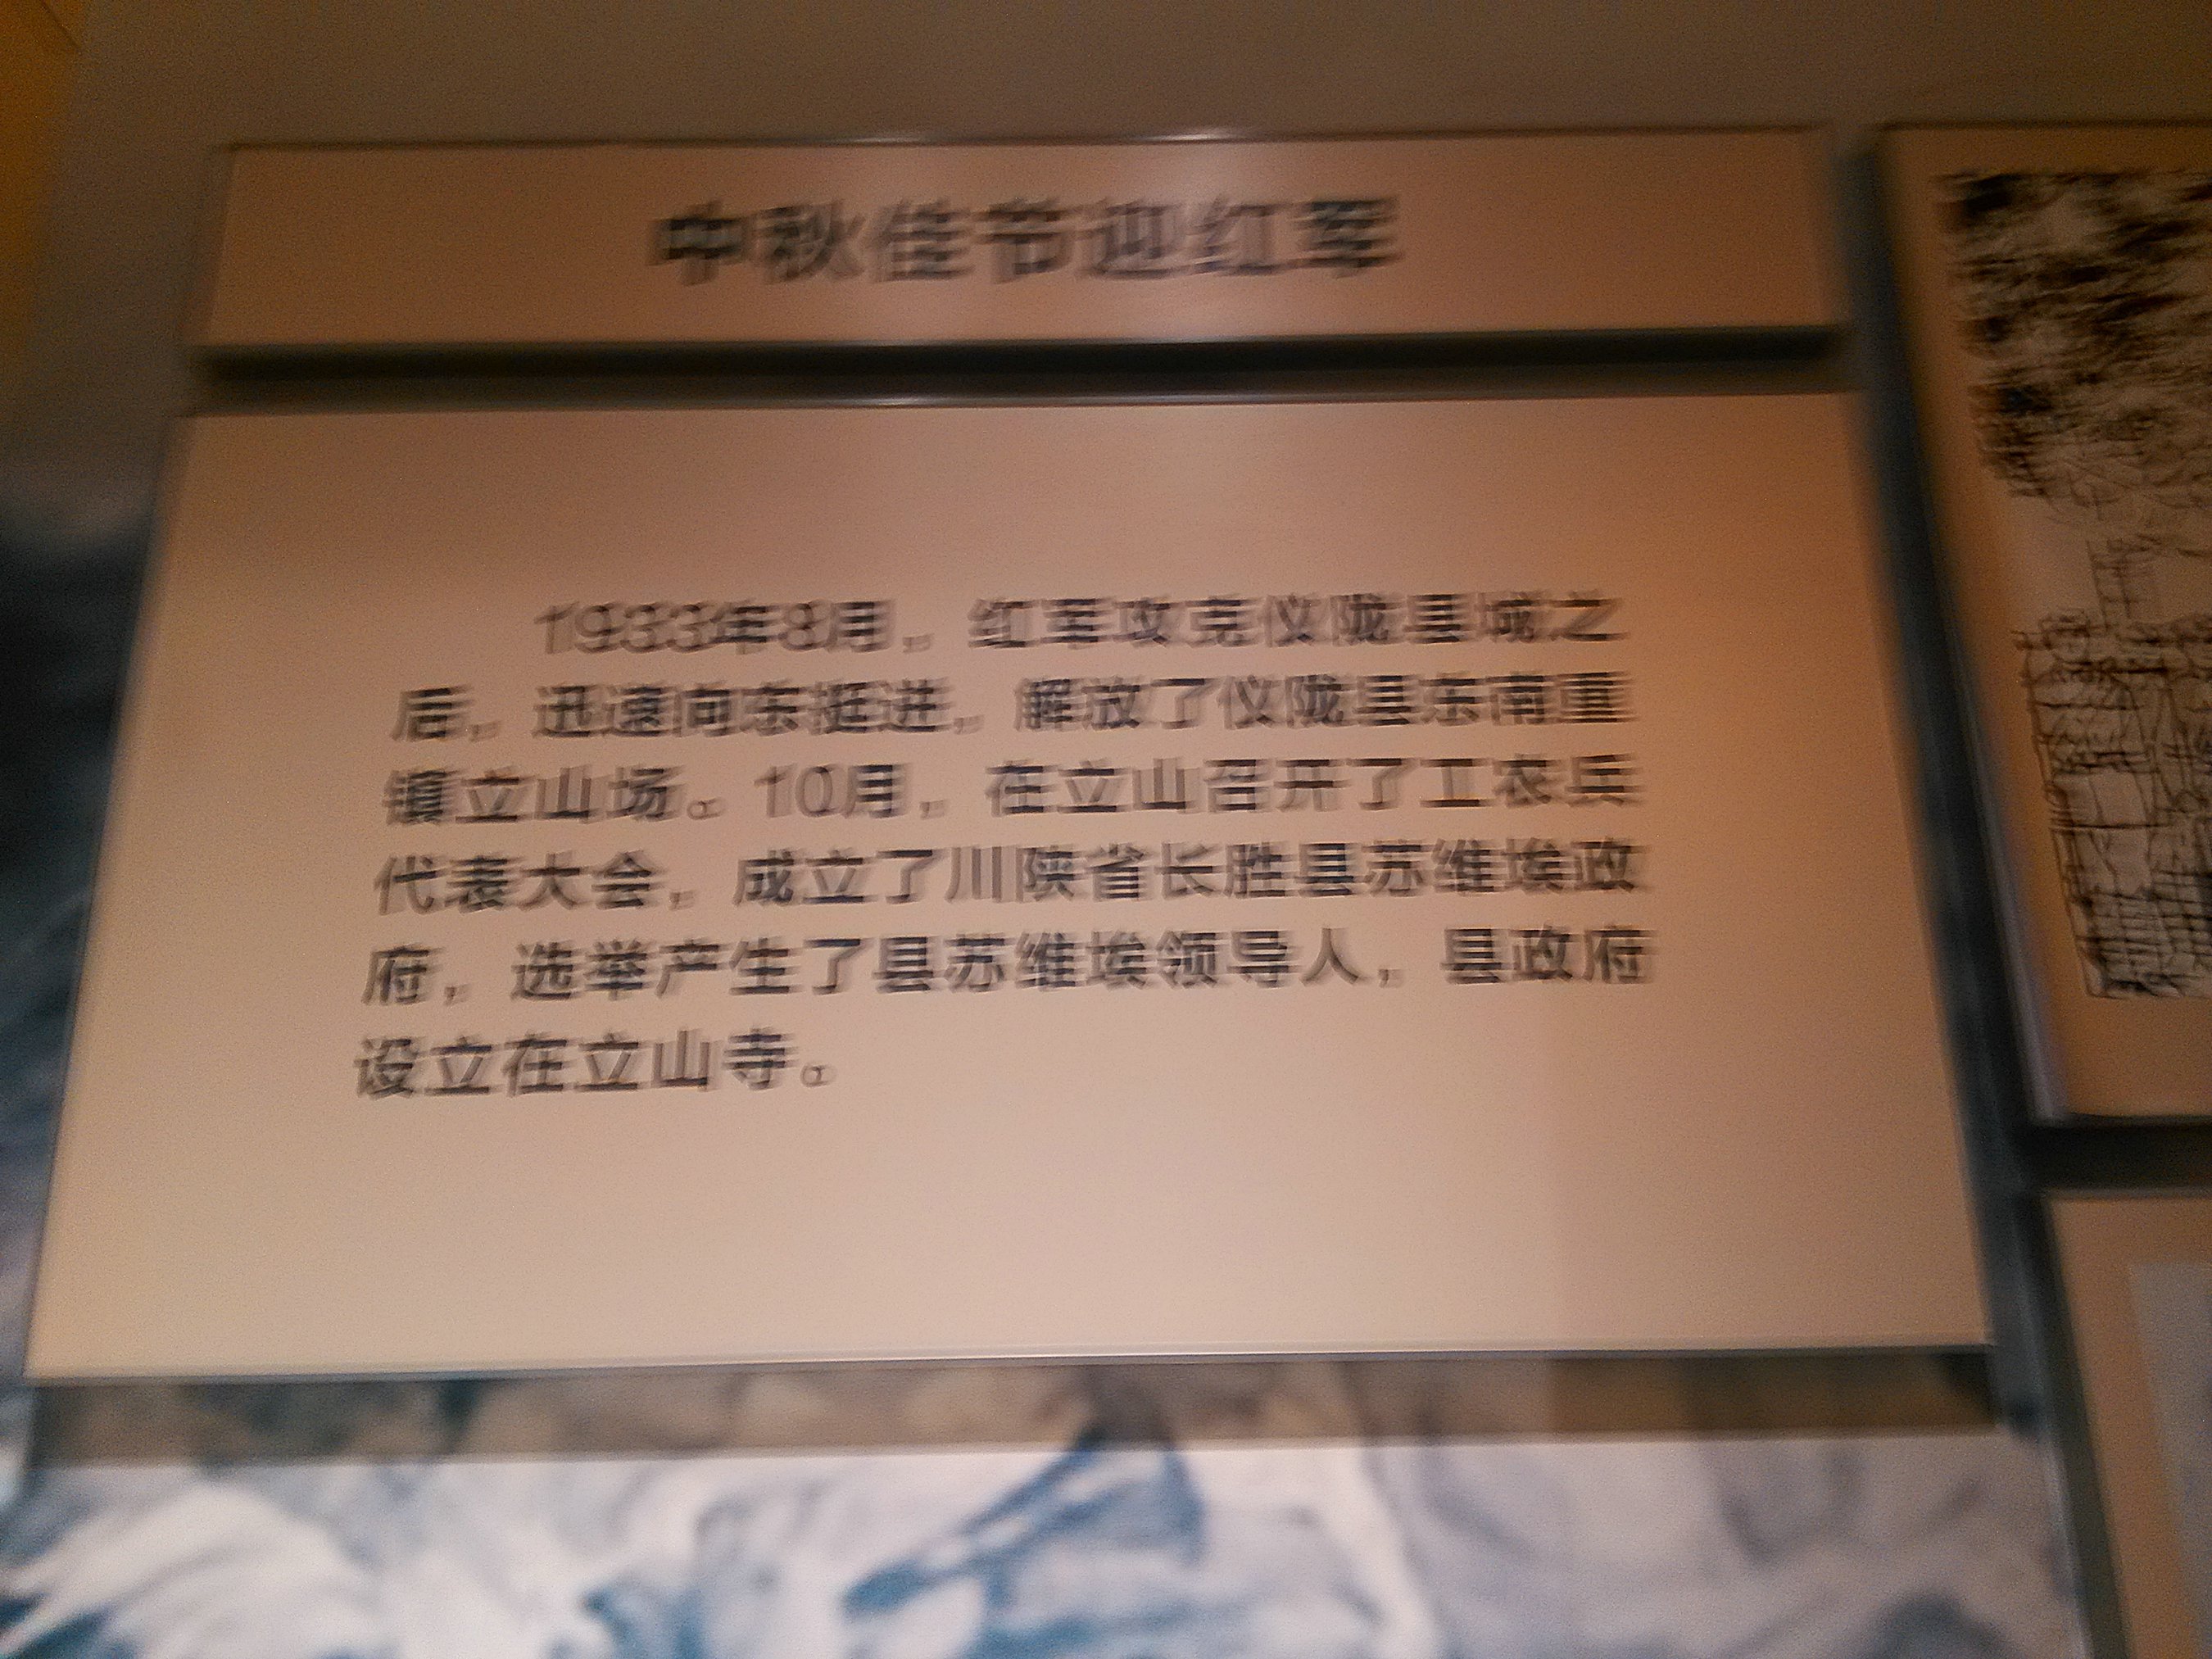 中秋佳节迎红军
1933年8月，红军攻克仪陇县城之
后，迅速向东挺进，解放了仪陇县东南重
镇立山场。10月，在立山召开了工农兵
代表大会，成立了川陕省长胜县苏维埃政
府，选举产生了县苏维埃领导人，县政府
设立在立山寺。